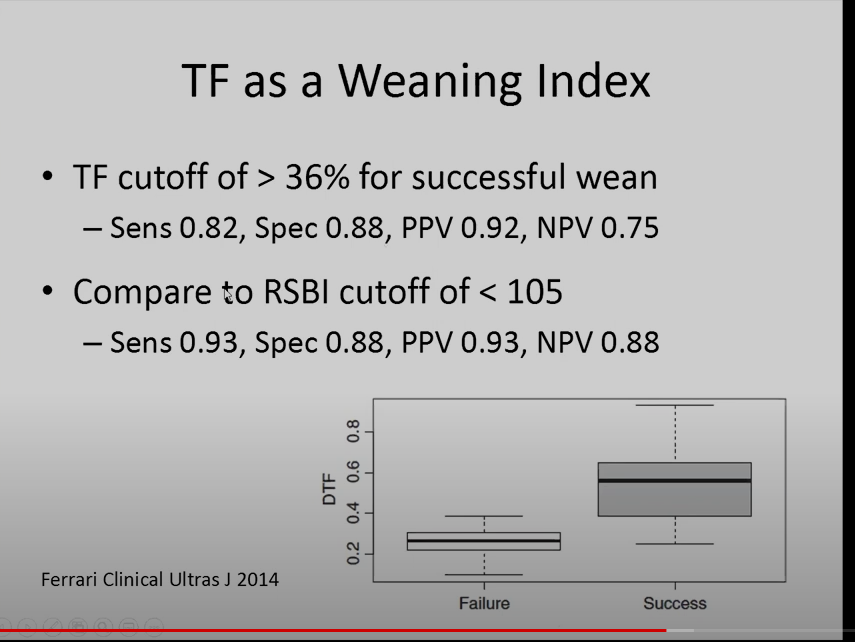 TF as a Weaning Index
• TF cutoff of > 36% for successful wean
– Sens 0.82, Spec 0.88, PPV 0.92, NPV 0.75
• Compare to RSBI cutoff of < 105
– Sens 0.93, Spec 0.88, PPV 0.93, NPV 0.88
DTF
0.8
0.6
0.4
0.2
Failure Success
Ferrari Clinical Ultras J 2014